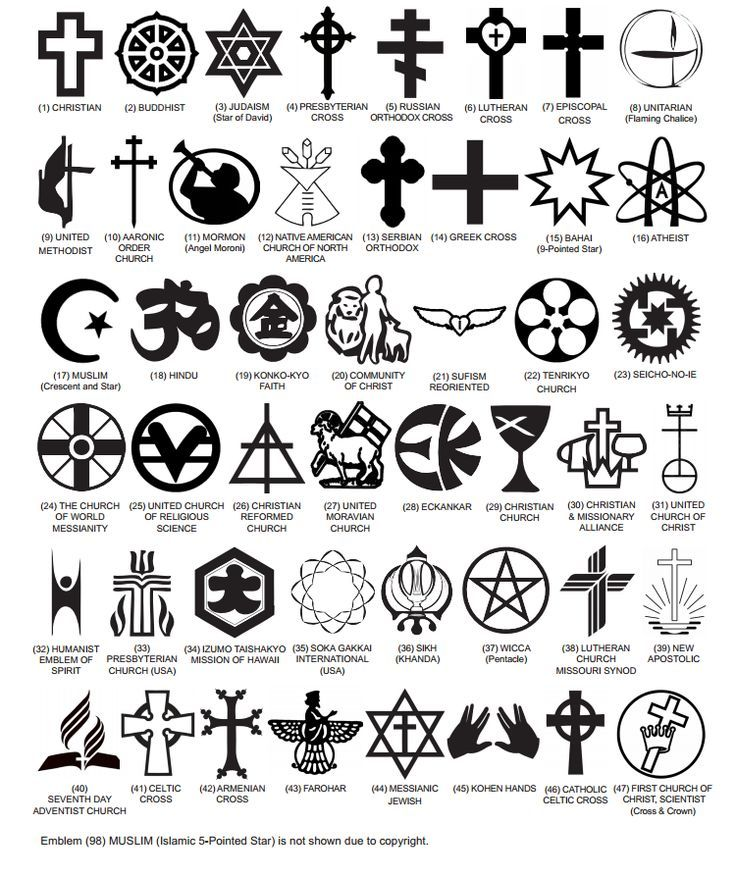 (1) CHRISTIAN
(2) BUDDHIST
(3) JUDAISM
(Star of David)
(4) PRESBYTERIAN
CROSS
(5) RUSSIAN
ORTHODOX CROSS
(6) LUTHERAN
CROSS
(7) EPISCOPAL
CROSS
(8) UNITARIAN
(Flaming Chalice)
(9) UNITED
METHODIST
(10) AARONIC
ORDER
CHURCH
(11) MORMON
(Angel Moroni)
(12) NATIVE AMERICAN
CHURCH OF NORTH
AMERICA
(13) SERBIAN
ORTHODOX
(14) GREEK CROSS
(15) BAHAI
(9-Pointed Star)
A
(16) ATHEIST
(17) MUSLIM
(Crescent and Star)
(18) HINDU
金
(19) KONKO-KYO
FAITH
(20) COMMUNITY
OF CHRIST
(21) SUFISM
REORIENTED
(22) TENRIKYO
CHURCH
(23) SEICHO-NO-IE
(24) THE CHURCH
OF WORLD
MESSIANITY
(25) UNITED CHURCH
OF RELIGIOUS
SCIENCE
(26) CHRISTIAN
REFORMED
CHURCH
(27) UNITED
MORAVIAN
CHURCH
(28) ECKANKAR
(29) CHRISTIAN
CHURCH
(30) CHRISTIAN
& MISSIONARY
ALLIANCE
(31) UNITED
CHURCH OF
CHRIST
(32) HUMANIST
EMBLEM OF
SPIRIT
(33)
PRESBYTERIAN
CHURCH (USA)
(34) IZUMO TAISHAKYO
MISSION OF HAWAII
(35) SOKA GAKKAI
INTERNATIONAL
(USA)
(36) SIKH
(KHANDA)
(37) WICCA
(Pentacle)
(38) LUTHERAN
CHURCH
MISSOURI SYNOD
(39) NEW
APOSTOLIC
(40)
SEVENTH DAY
ADVENTIST CHURCH
(41) CELTIC
CROSS
(42) ARMENIAN
CROSS
(43) FAROHAR
(44) MESSIANIC
JEWISH
(45) KOHEN HANDS
(46) CATHOLIC
CELTIC CROSS
(47) FIRST CHURCH OF
CHRIST, SCIENTIST
(Cross & Crown)
Emblem (98) MUSLIM (Islamic 5-Pointed Star) is not shown due to copyright.